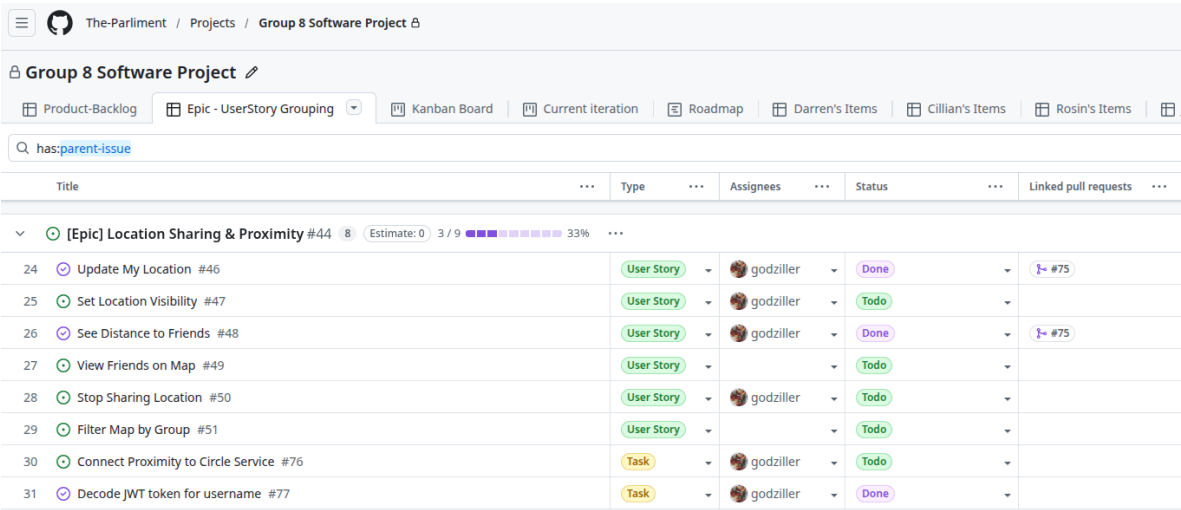 The-Parliment / Projects / Group 8 Software Project
Group 8 Software Project
Product-Backlog Epic - UserStory Grouping Kanban Board Current iteration Roadmap Darren's Items Cillian's Items Rosin's Items
has:parent-issue
Title ... Type ... Assignees ... Status ... Linked pull requests ...
[Epic] Location Sharing & Proximity #44 8 Estimate: 0 3 / 9 33% ...
24 Update My Location #46 User Story godziller Done #75
25 Set Location Visibility #47 User Story godziller Todo
26 See Distance to Friends #48 User Story godziller Done #75
27 View Friends on Map #49 User Story Todo
28 Stop Sharing Location #50 User Story godziller Todo
29 Filter Map by Group #51 User Story Todo
30 Connect Proximity to Circle Service #76 Task godziller Todo
31 Decode JWT token for username #77 Task godziller Done